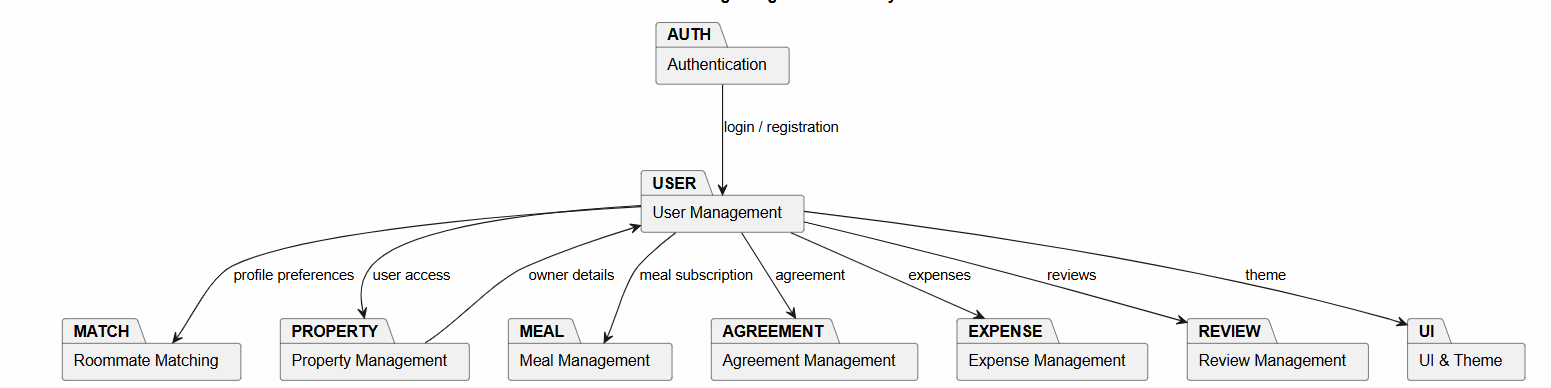 AUTH
Authentication
login / registration
USER
User Management
profile preferences
user access
owner details
meal subscription
agreement
expenses
reviews
theme
MATCH
Roommate Matching
PROPERTY
Property Management
MEAL
Meal Management
AGREEMENT
Agreement Management
EXPENSE
Expense Management
REVIEW
Review Management
UI
UI & Theme